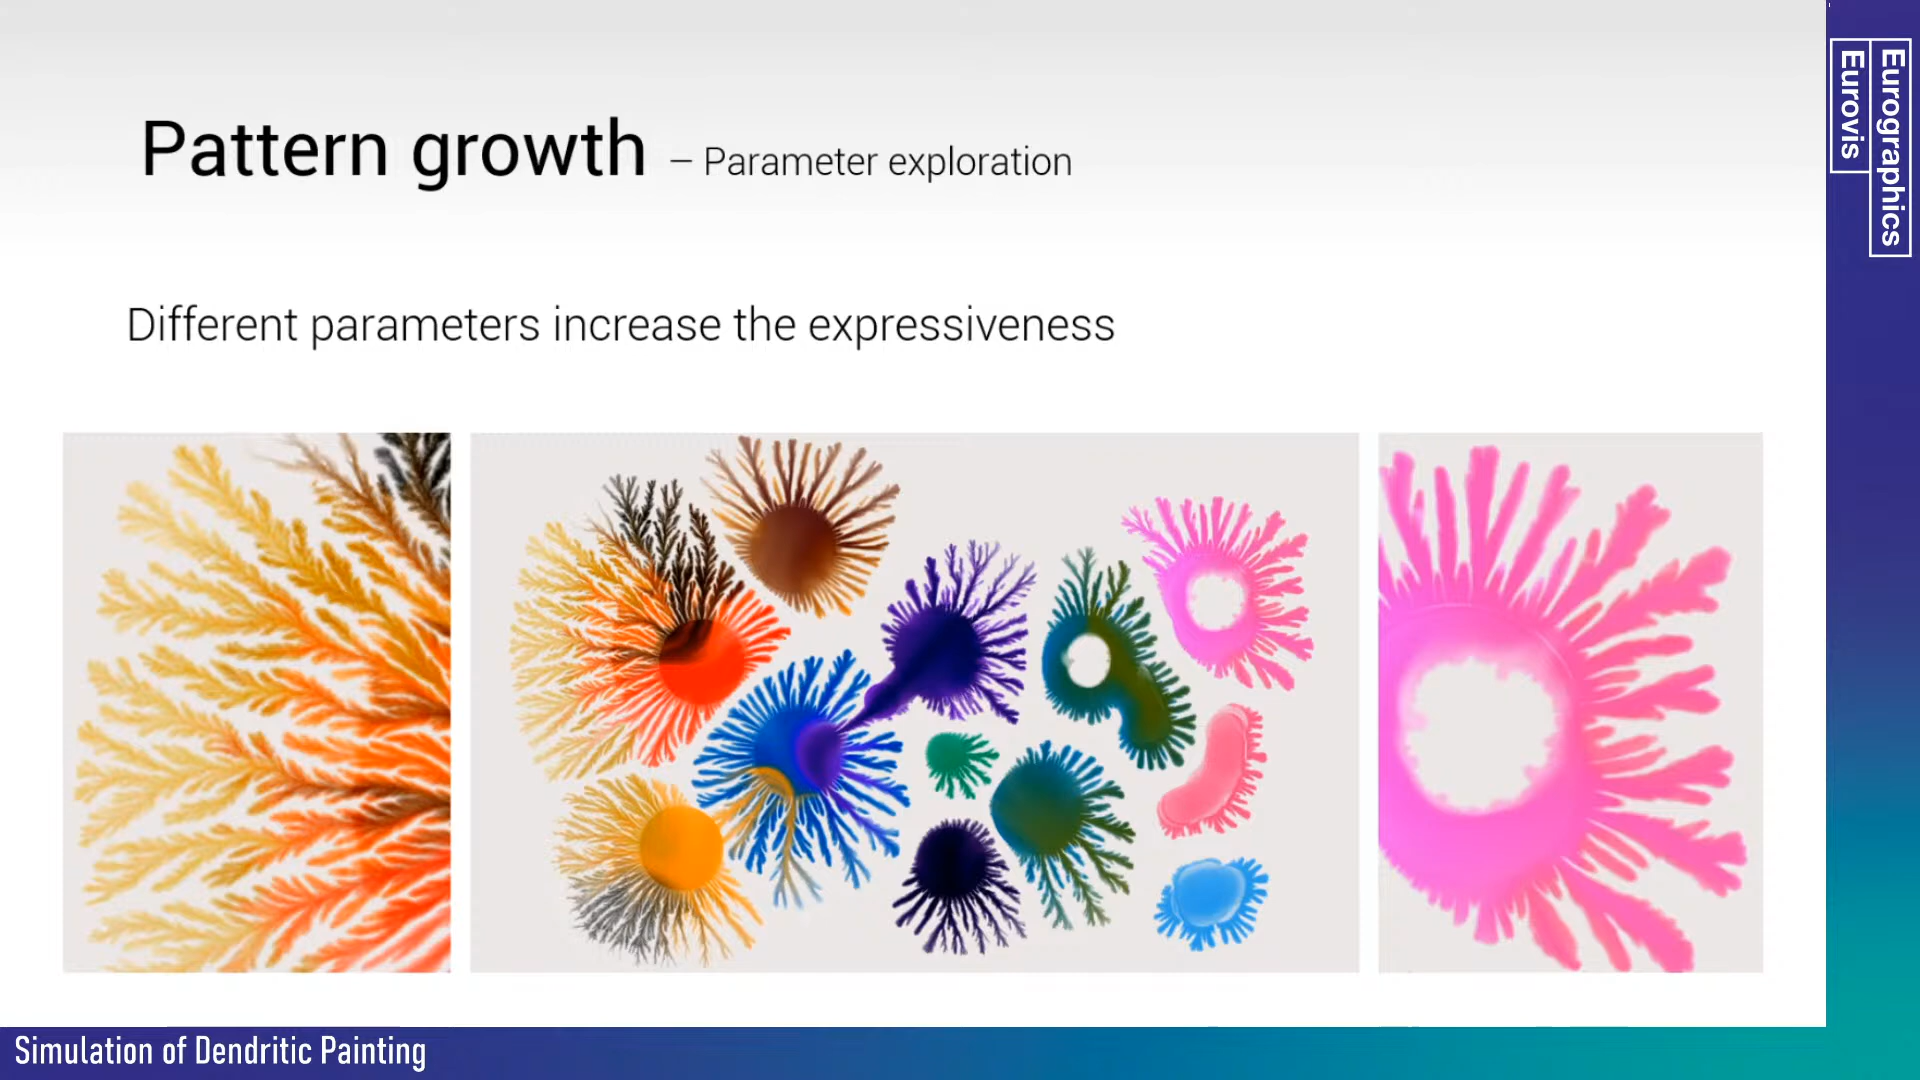 Pattern growth – Parameter exploration
Different parameters increase the expressiveness
Simulation of Dendritic Painting
Eurographics
Eurovis